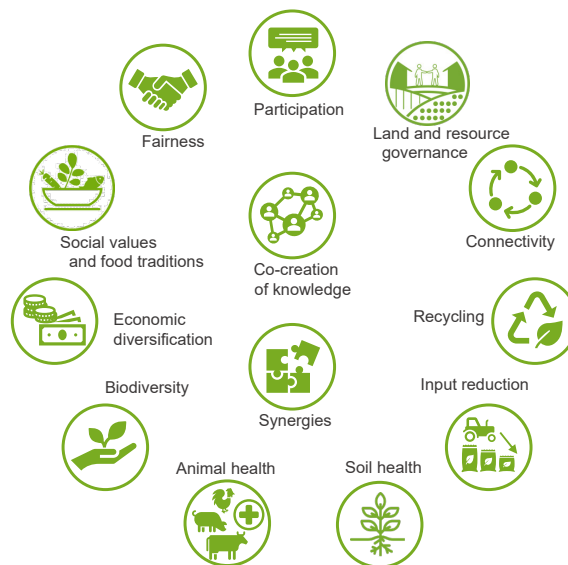 Participation
Fairness
Land and resource
governance
Social values
and food traditions
Connectivity
Co-creation
of knowledge
Economic
diversification
Recycling
Biodiversity
Input reduction
Synergies
Animal health
Soil health